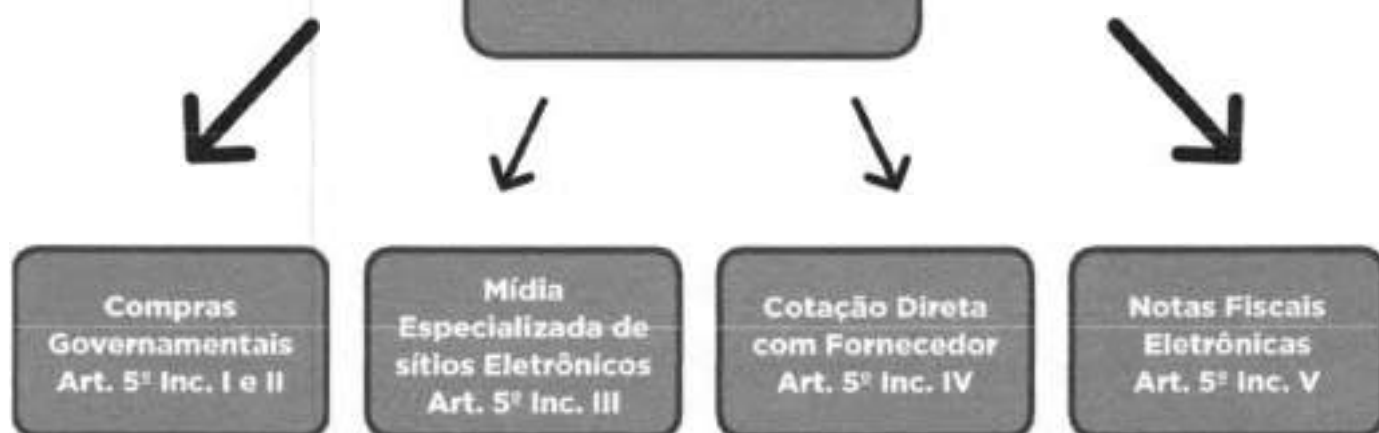 Compras
Governamentais
Art. 5º Inc. I e II
Mídia
Especializada de
sítios Eletrônicos
Art. 5º Inc. III
Cotação Direta
com Fornecedor
Art. 5º Inc. IV
Notas Fiscais
Eletrônicas
Art. 5º Inc. V